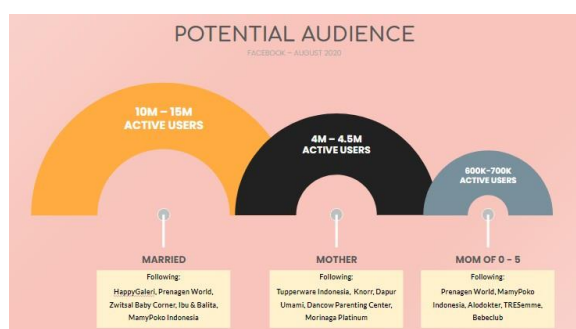 POTENTIAL AUDIENCE
FACEBOOK – AUGUST 2020
10M – 15M
ACTIVE USERS
4M – 4.5M
ACTIVE USERS
600K-700K
ACTIVE USERS
MARRIED
Following:
HappyGaleri, Prenagen World,
Zwitsal Baby Corner, Ibu & Balita,
MamyPoko Indonesia
MOTHER
Following:
Tupperware Indonesia, Knorr, Dapur
Umami, Dancow Parenting Center,
Morinaga Platinum
MOM OF 0 - 5
Following:
Prenagen World, MamyPoko
Indonesia, Alodokter, TRESemme,
Bebeclub